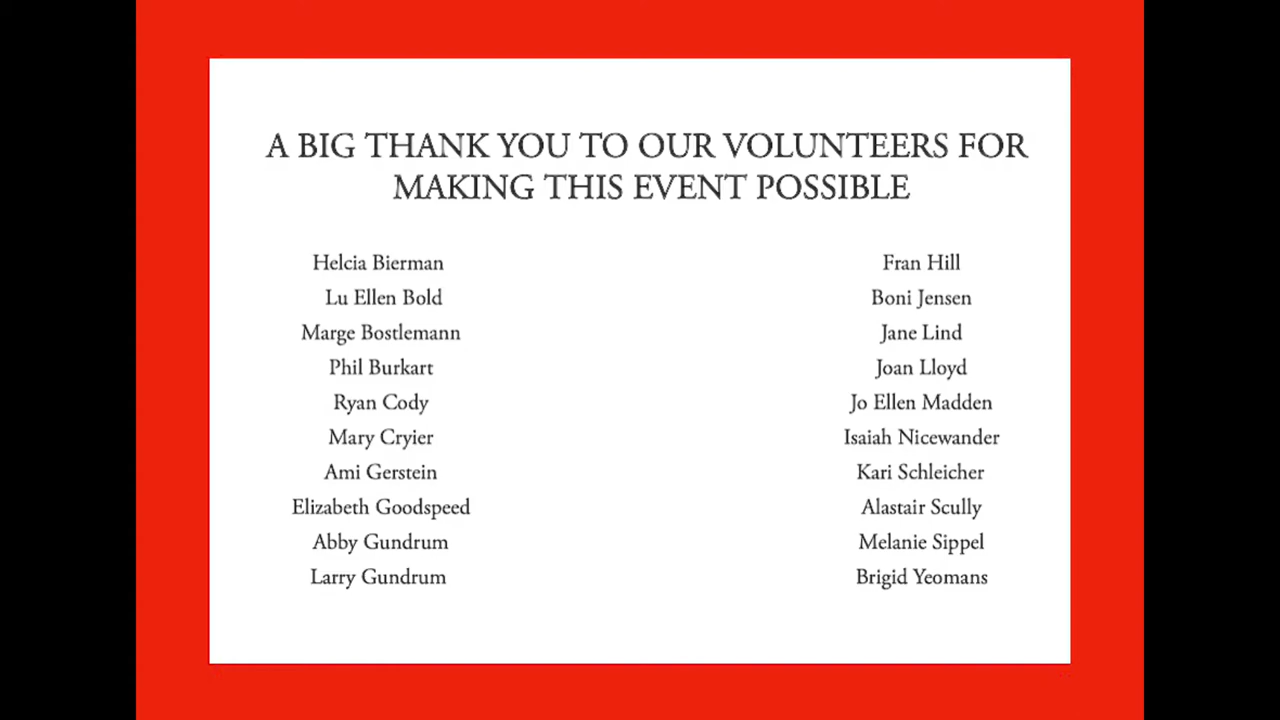 A BIG THANK YOU TO OUR VOLUNTEERS FOR
MAKING THIS EVENT POSSIBLE
Helcia Bierman
Lu Ellen Bold
Marge Bostlemann
Phil Burkart
Ryan Cody
Mary Cryier
Ami Gerstein
Elizabeth Goodspeed
Abby Gundrum
Larry Gundrum
Fran Hill
Boni Jensen
Jane Lind
Joan Lloyd
Jo Ellen Madden
Isaiah Nicewander
Kari Schleicher
Alastair Scully
Melanie Sippel
Brigid Yeomans